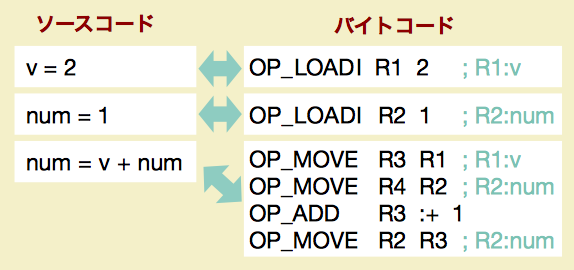 ソースコード
バイトコード
v = 2
OP_LOADI R1 2 ; R1:v
num = 1
OP_LOADI R2 1 ; R2:num
num = v + num
OP_MOVE R3 R1 ; R1:v
OP_MOVE R4 R2 ; R2:num
OP_ADD R3 :+ 1
OP_MOVE R2 R3 ; R2:num